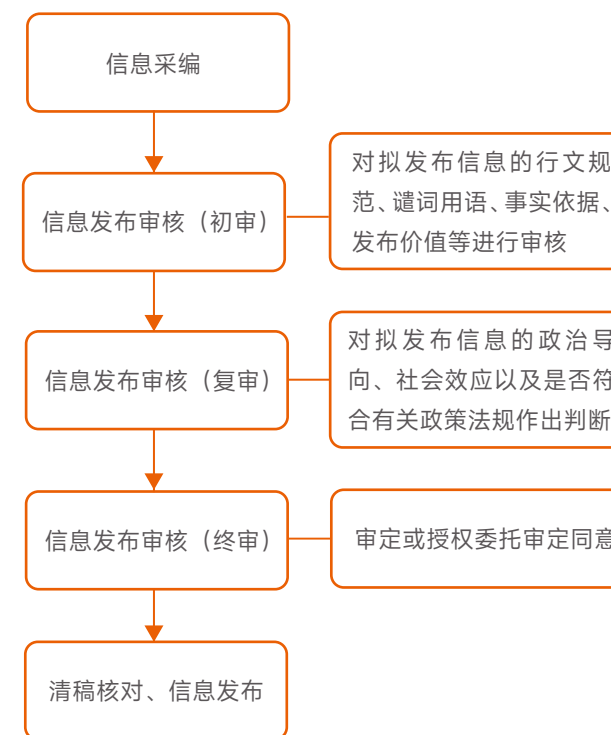 信息采编
信息发布审核（初审）
对拟发布信息的行文规
范、谴词用语、事实依据、
发布价值等进行审核
信息发布审核（复审）
对拟发布信息的政治导
向、社会效应以及是否符
合有关政策法规作出判断
信息发布审核（终审）
审定或授权委托审定同意
清稿核对、信息发布